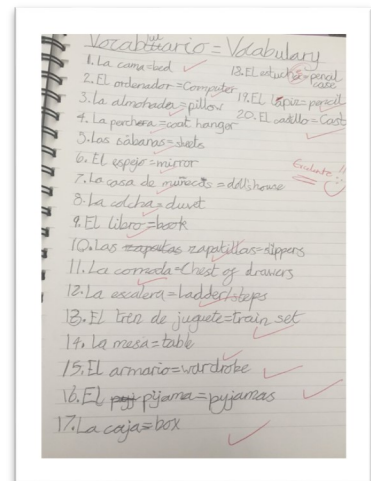 Vocabulario = Vocabulary
1. La cama = bed
2. El ordenador = Computer
3. La almohada = pillow
4. La perchera = coat hanger
5. Las sábanas = sheets
6. El espejo = mirror
7. La casa de muñecas = doll's house
8. La colcha = duvet
9. El libro = book
10. Las zapatillas = slippers
11. La comoda = Chest of drawers
12. La escalera = Ladder/steps
13. El tren de juguete = train set
14. La mesa = table
15. El armario = wardrobe
16. El pijama = pyjamas
17. La caja = box
18. El estuche = pencil
case
19. El lápiz = pencil
20. El castillo = Castle